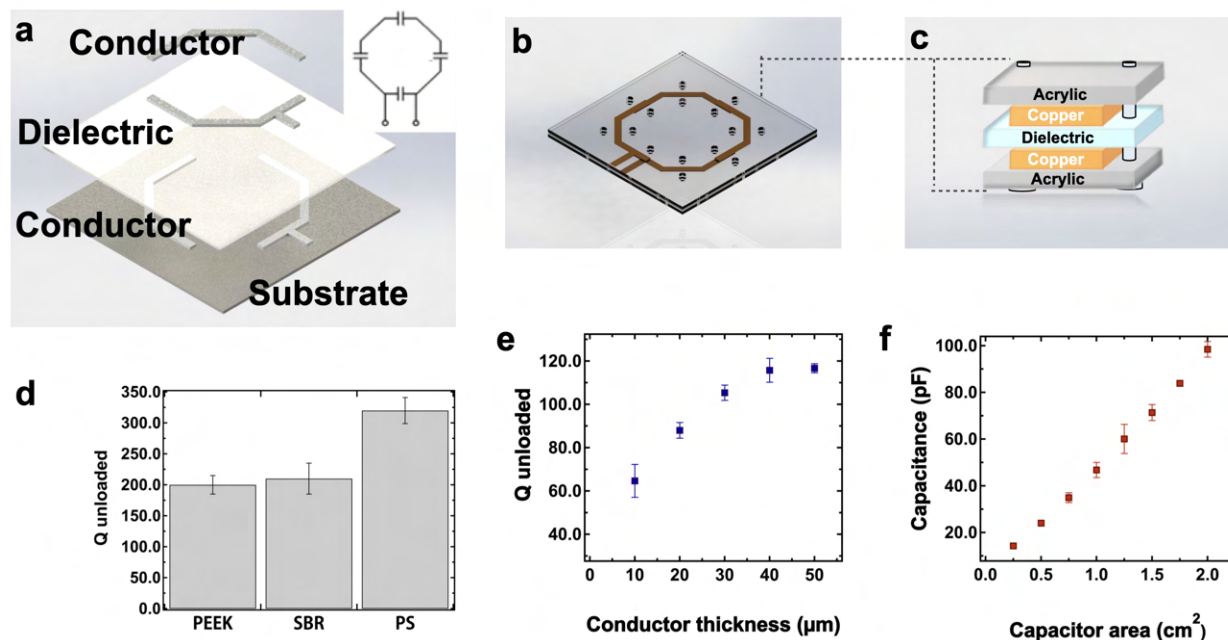 a
Conductor
Dielectric
Conductor
Substrate
b
c
Acrylic
Copper
Dielectric
Copper
Acrylic
d
Q unloaded
350.0
300.0
250.0
200.0
150.0
100.0
50.0
0.0
PEEK SBR PS
e
Q unloaded
120.0
100.0
80.0
60.0
40.0
0 10 20 30 40 50
Conductor thickness (µm)
f
Capacitance (pF)
100.0
80.0
60.0
40.0
20.0
0.0 0.5 1.0 1.5 2.0
Capacitor area (cm²)